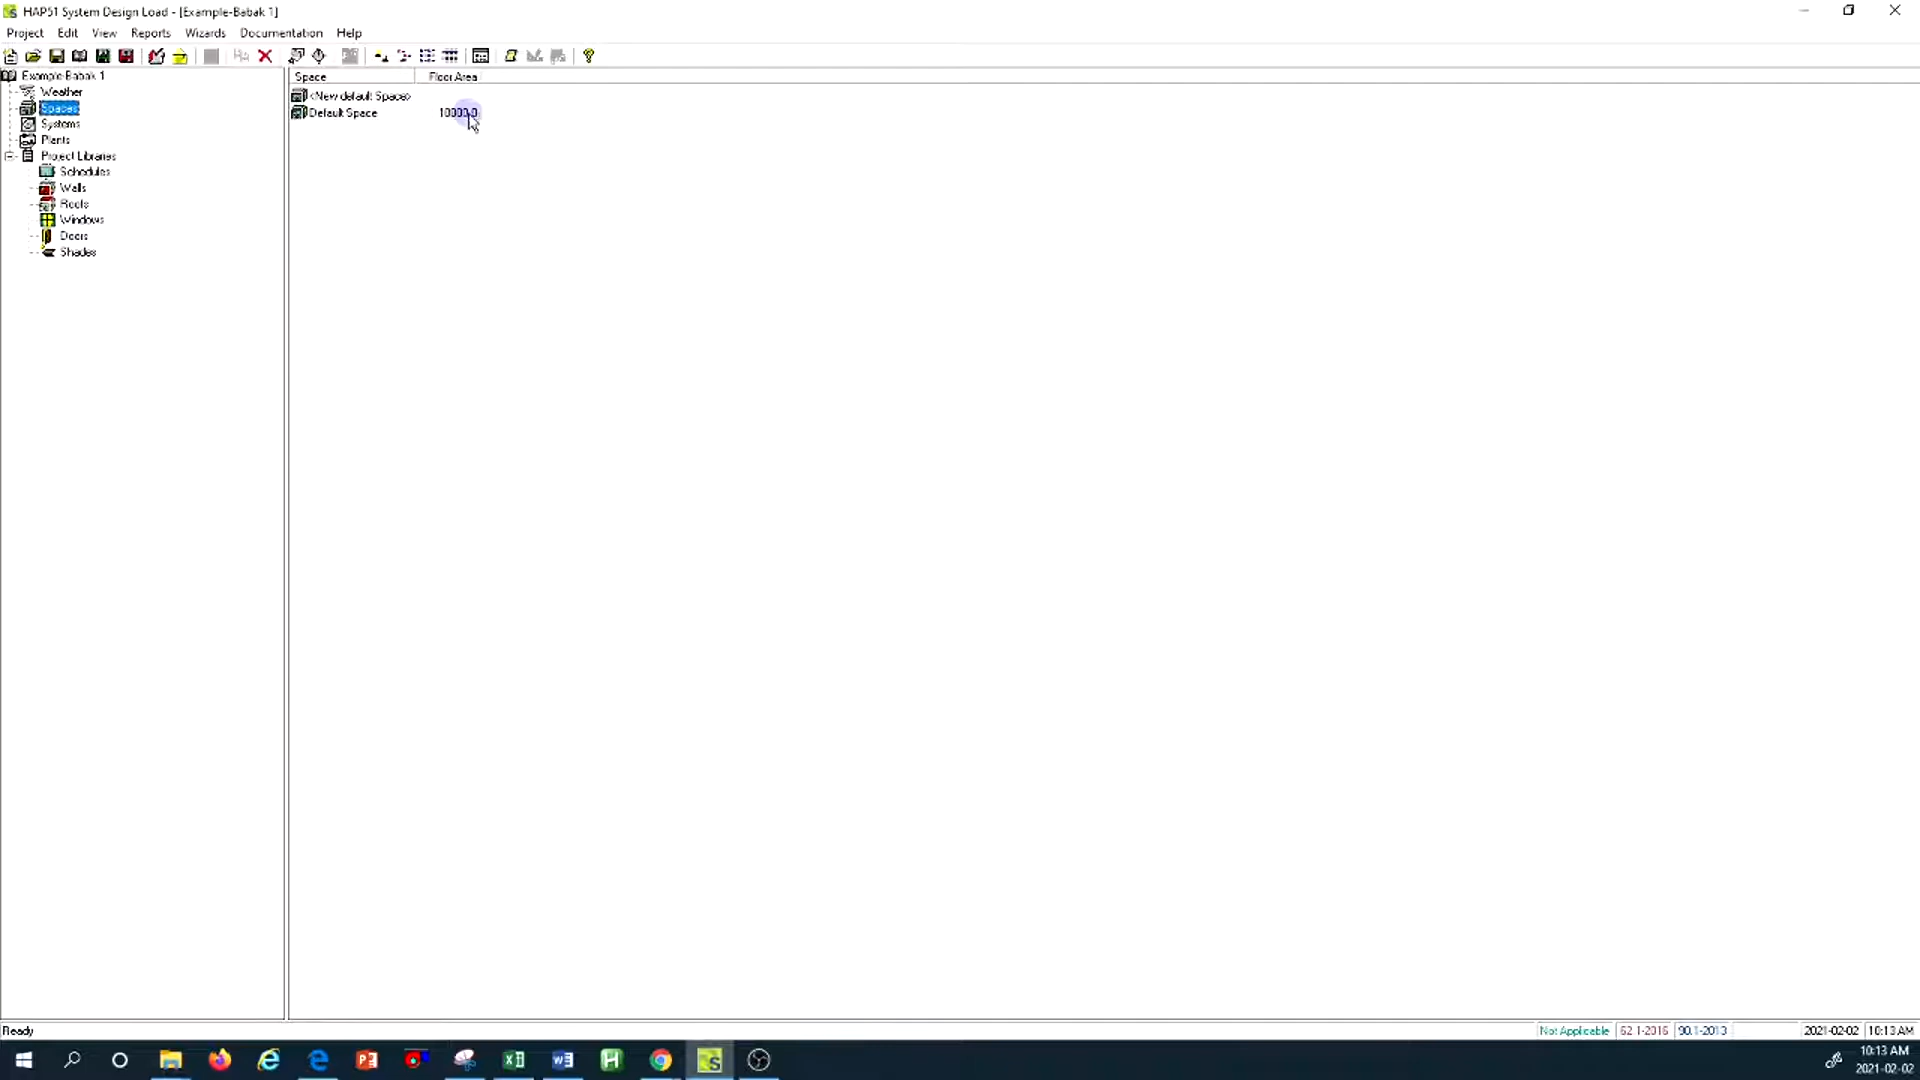 HAP51 System Design Load - [Example-Babak 1]
Project Edit View Reports Wizards Documentation Help
Example-Babak 1
Weather
Spaces
Systems
Plants
Project Libraries
Schedules
Walls
Roofs
Windows
Doors
Shades
Space Floor Area
<New default Space>
Default Space 10000.0
Ready
Not Applicable 62.1-2016 90.1-2013 2021-02-02 10:13 AM
10:13 AM
2021-02-02